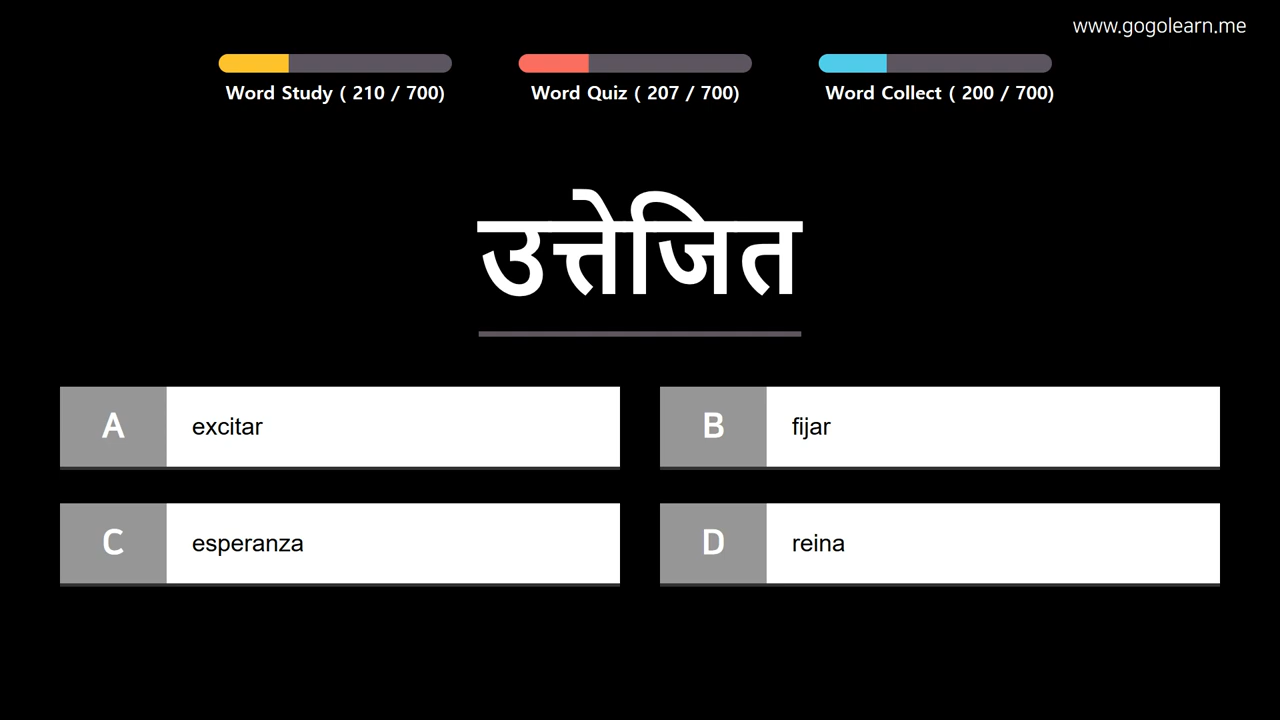 www.gogolearn.me
Word Study ( 210 / 700)
Word Quiz ( 207 / 700)
Word Collect ( 200 / 700)
उत्तेजित
A excitar
B fijar
C esperanza
D reina